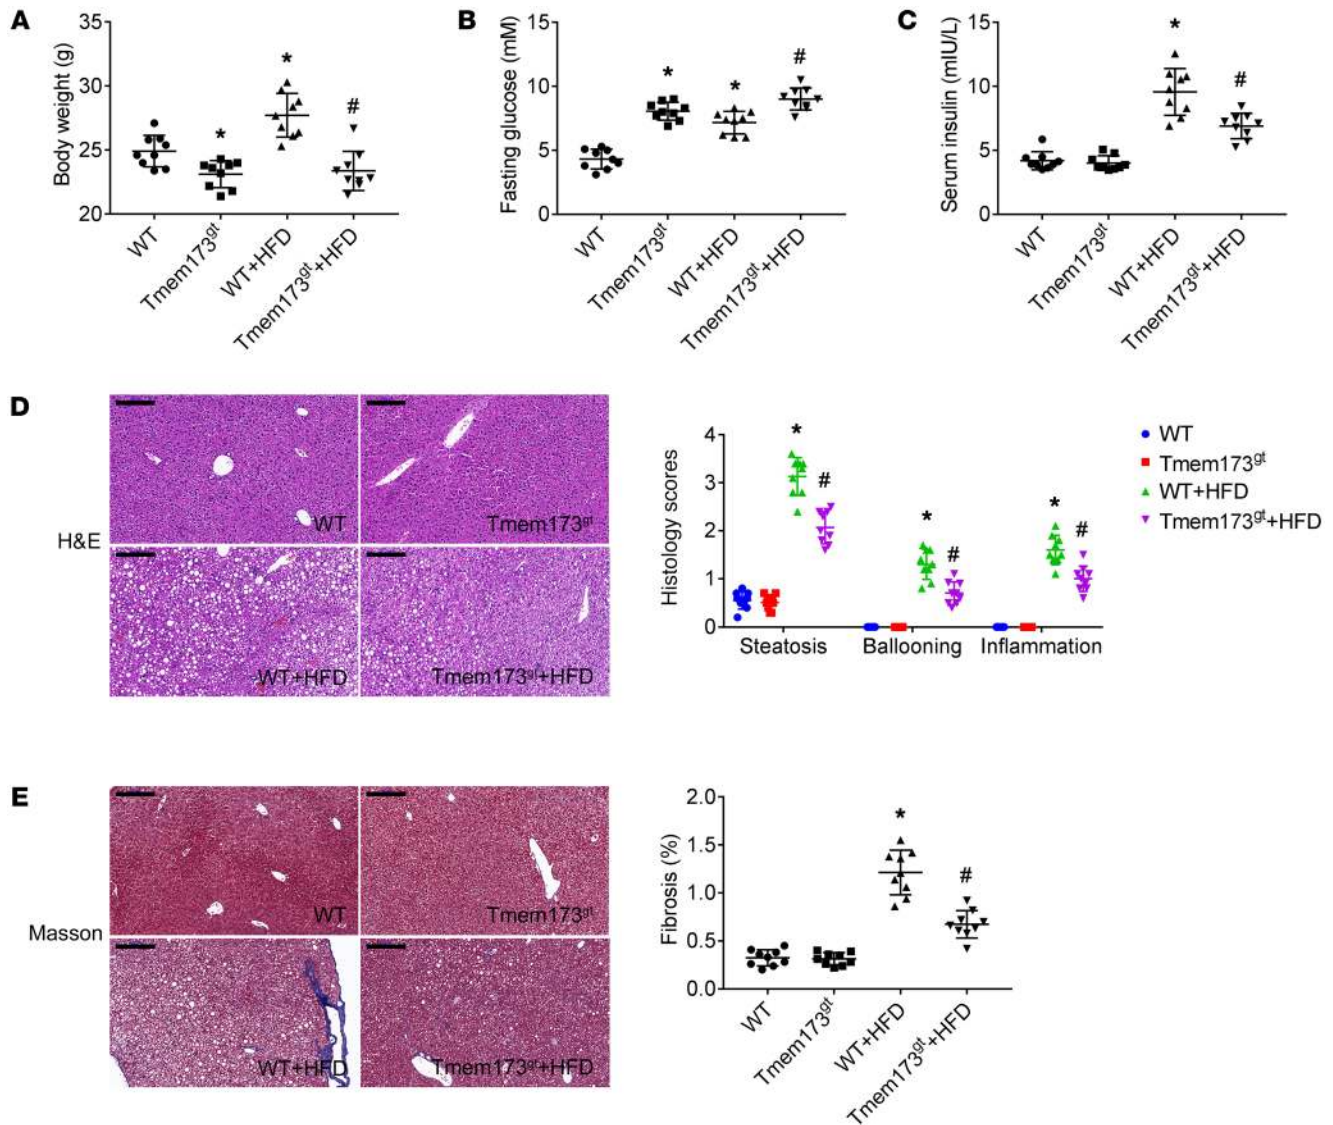 A
Body weight (g)
35
30
25
20
*
*
#
WT
Tmem173gt
WT+HFD
Tmem173gt+HFD
B
Fasting glucose (mM)
15
10
5
0
*
*
#
WT
Tmem173gt
WT+HFD
Tmem173gt+HFD
C
Serum insulin (mIU/L)
15
10
5
0
*
#
WT
Tmem173gt
WT+HFD
Tmem173gt+HFD
D
H&E
WT
Tmem173gt
WT+HFD
Tmem173gt+HFD
Histology scores
4
3
2
1
0
*
#
*
#
*
#
Steatosis
Ballooning
Inflammation
WT
Tmem173gt
WT+HFD
Tmem173gt+HFD
E
Masson
WT
Tmem173gt
WT+HFD
Tmem173gt+HFD
Fibrosis (%)
2.0
1.5
1.0
0.5
0.0
*
#
WT
Tmem173gt
WT+HFD
Tmem173gt+HFD